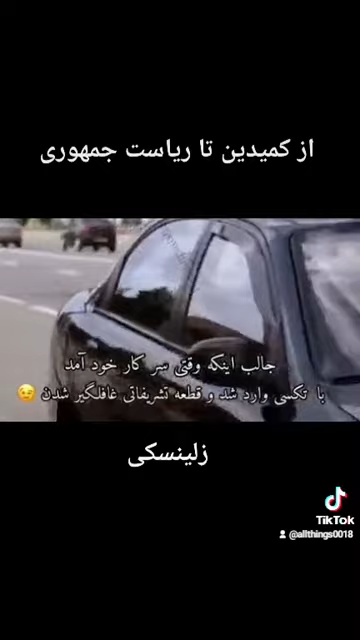 از کمیدین تا ریاست جمهوری
جالب اینکه وقتی سر کار خود آمد
با تکسی وارد شد و قطعه تشریفاتی غافلگیر شدن 😉
زلینسکی
TikTok
@allthings0018